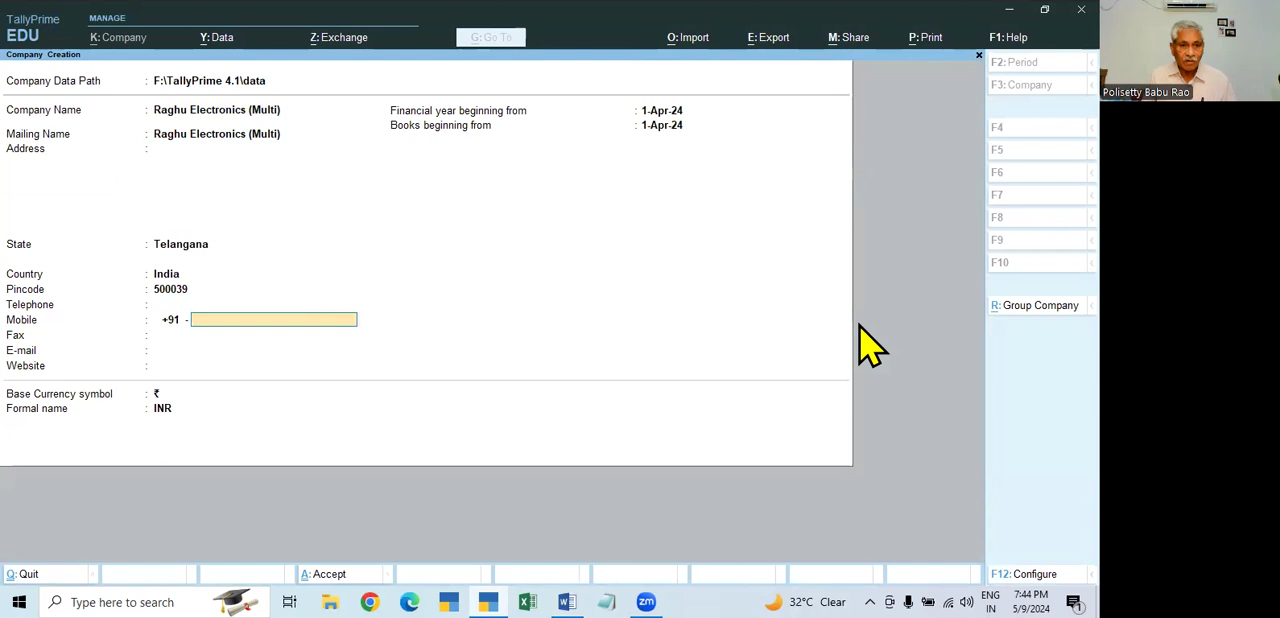 TallyPrime
EDU
MANAGE
K: Company
Y: Data
Z: Exchange
G: Go To
O: Import
E: Export
M: Share
P: Print
F1: Help
Company Creation
Company Data Path : F:\TallyPrime 4.1\data
Company Name : Raghu Electronics (Multi)
Financial year beginning from : 1-Apr-24
Books beginning from : 1-Apr-24
Mailing Name : Raghu Electronics (Multi)
Address :
State : Telangana
Country : India
Pincode : 500039
Telephone :
Mobile : +91 -
Fax :
E-mail :
Website :
Base Currency symbol : ₹
Formal name : INR
F2: Period
F3: Company
F4
F5
F6
F7
F8
F9
F10
R: Group Company
F12: Configure
Q: Quit
A: Accept
Polisetty Babu Rao
Type here to search
32°C Clear
ENG
IN
7:44 PM
5/9/2024